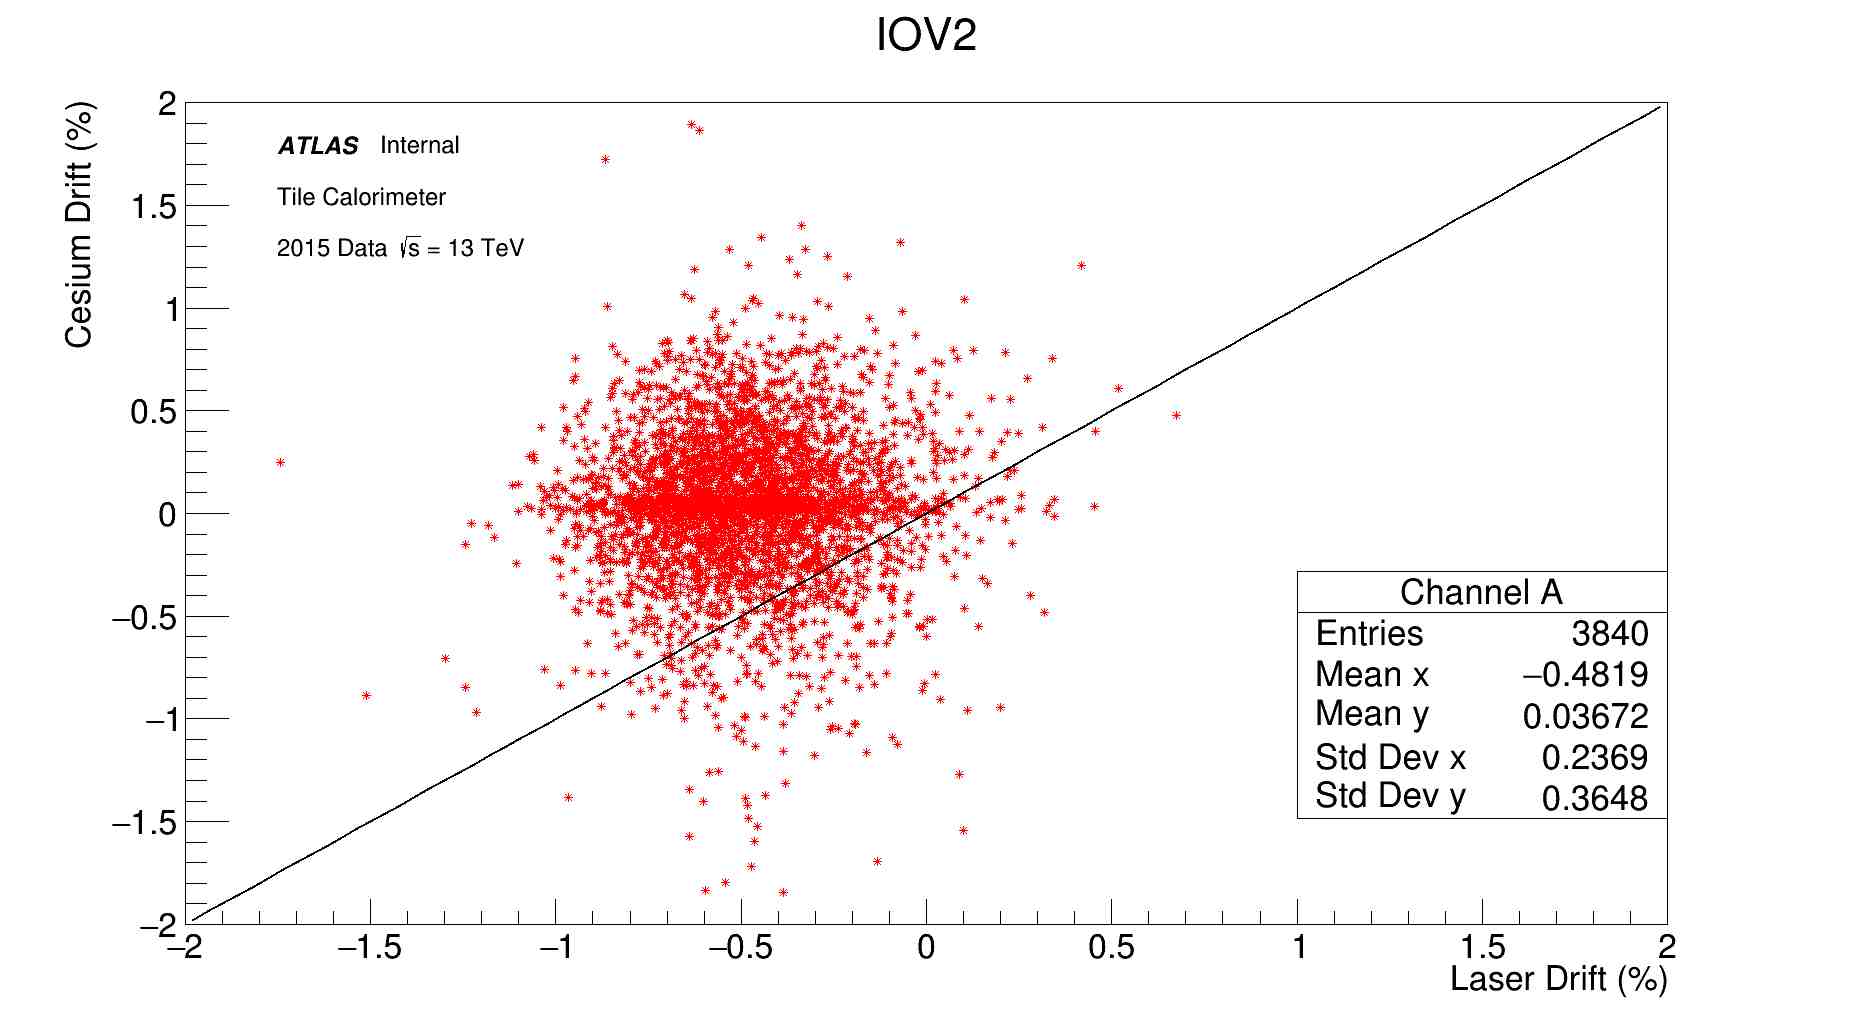 IOV2
Cesium Drift (%)
2
1.5
1
0.5
0
−0.5
−1
−1.5
−2
ATLAS Internal
Tile Calorimeter
2015 Data √s = 13 TeV
Channel A
Entries 3840
Mean x −0.4819
Mean y 0.03672
Std Dev x 0.2369
Std Dev y 0.3648
−2 −1.5 −1 −0.5 0 0.5 1 1.5 2
Laser Drift (%)